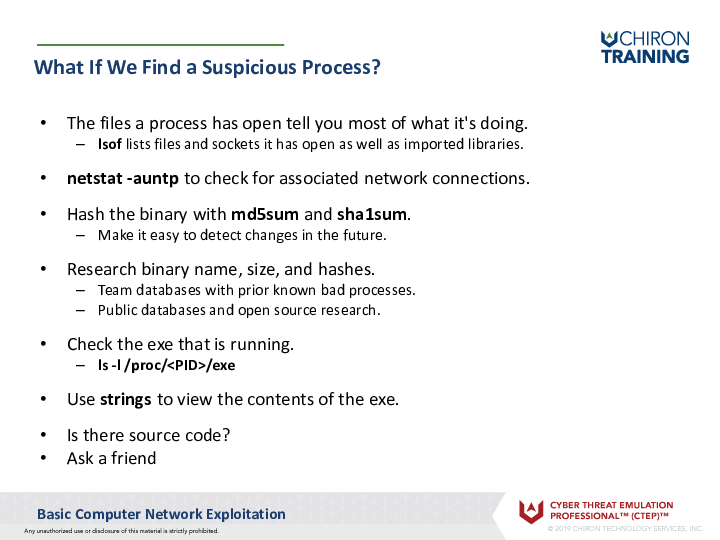 CHIRON
TRAINING
What If We Find a Suspicious Process?
• The files a process has open tell you most of what it's doing.
– lsof lists files and sockets it has open as well as imported libraries.
• netstat -auntp to check for associated network connections.
• Hash the binary with md5sum and sha1sum.
– Make it easy to detect changes in the future.
• Research binary name, size, and hashes.
– Team databases with prior known bad processes.
– Public databases and open source research.
• Check the exe that is running.
– ls -l /proc/<PID>/exe
• Use strings to view the contents of the exe.
• Is there source code?
• Ask a friend
Basic Computer Network Exploitation
Any unauthorized use or disclosure of this material is strictly prohibited.
CYBER THREAT EMULATION
PROFESSIONAL™ (CTEP)™
© 2019 CHIRON TECHNOLOGY SERVICES, INC.